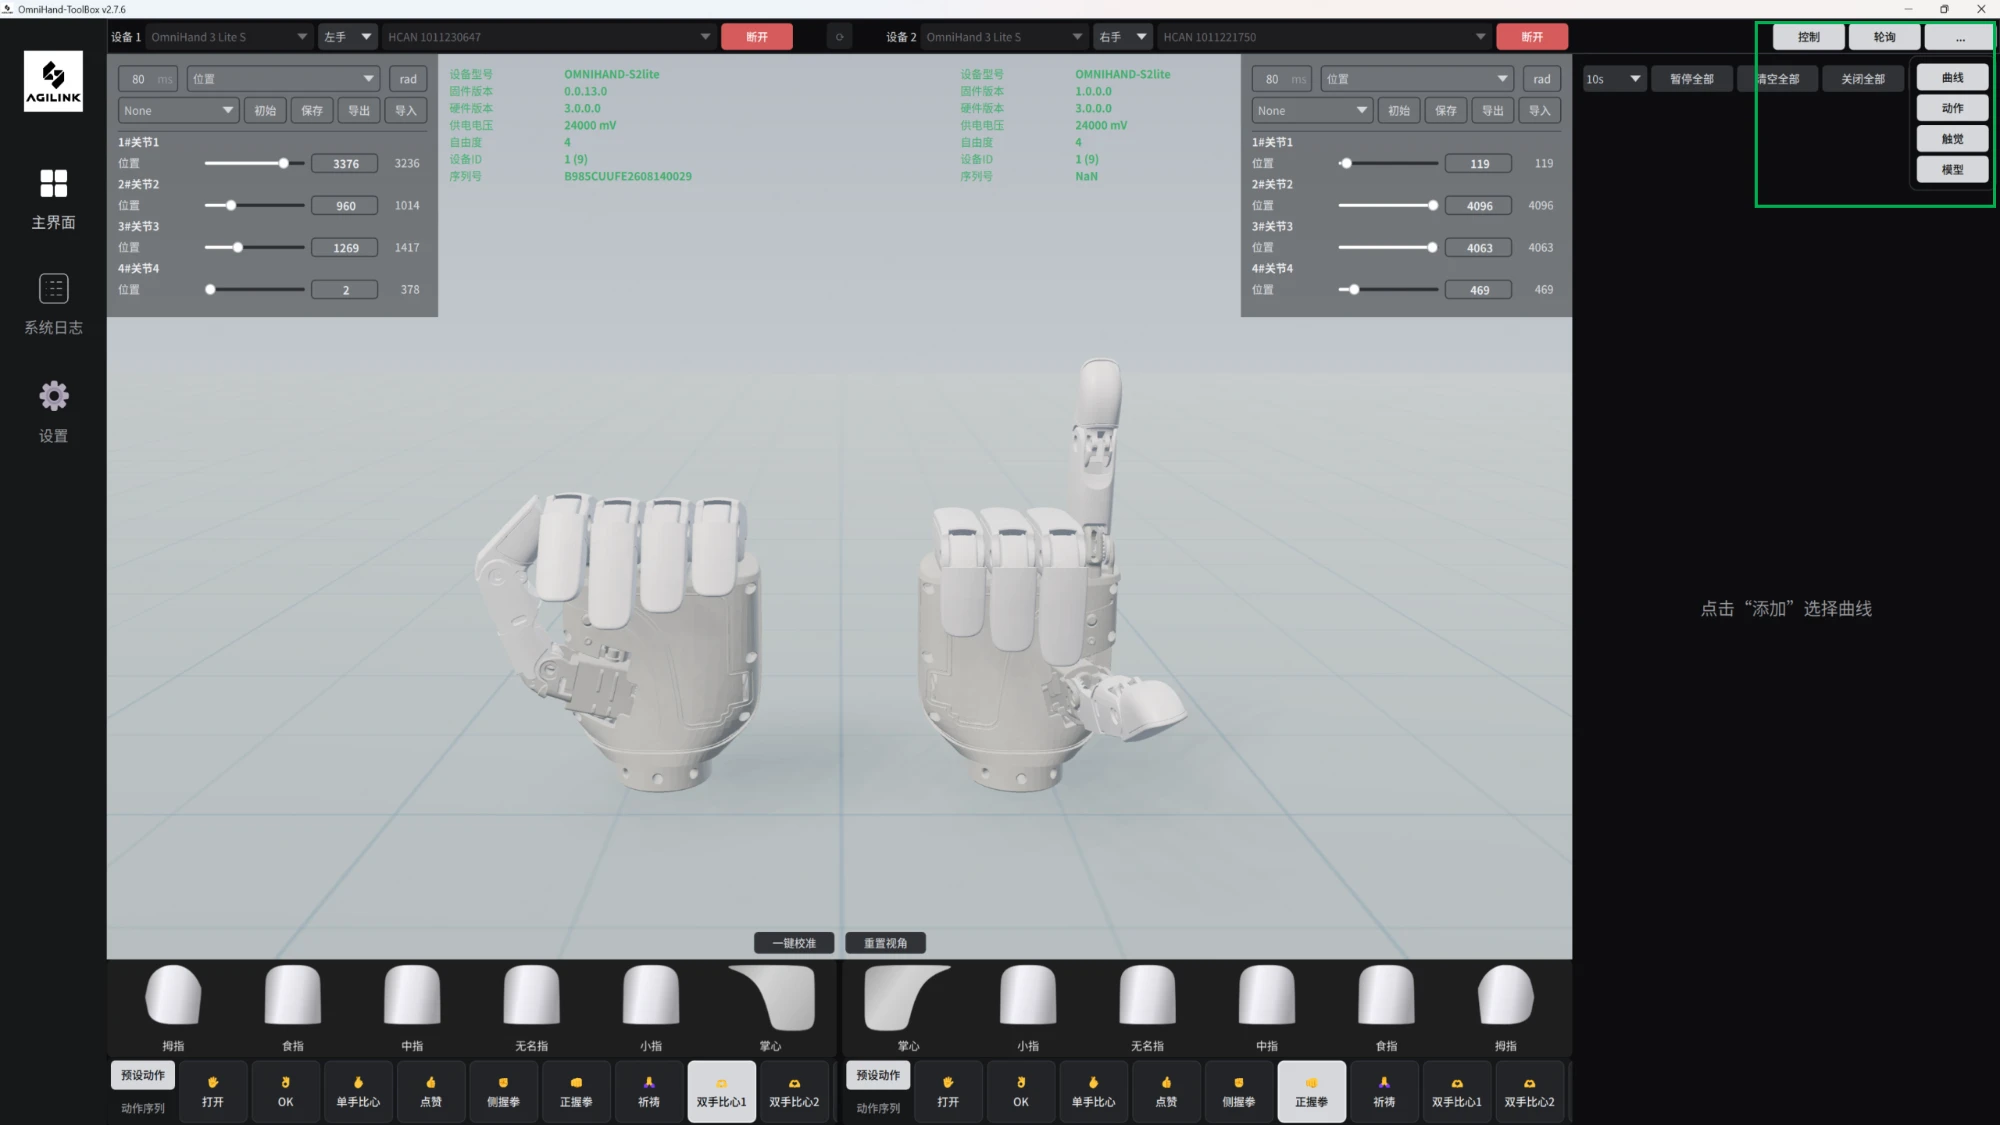 OmniHand-ToolBox v2.7.6
设备 1 OmniHand 3 Lite S 左手 HCAN 1011230647 断开
设备 2 OmniHand 3 Lite S 右手 HCAN 1011221750 断开
控制 轮询 ...
曲线
动作
触觉
模型
10s 暂停全部 清空全部 关闭全部
AGILINK
主界面
系统日志
设置
80 ms 位置 rad
None 初始 保存 导出 导入
1#关节1
位置 3376 3236
2#关节2
位置 960 1014
3#关节3
位置 1269 1417
4#关节4
位置 2 378
设备型号 OMNIHAND-S2lite
固件版本 0.0.13.0
硬件版本 3.0.0.0
供电电压 24000 mV
自由度 4
设备ID 1 (9)
序列号 B985CUUFE2608140029
设备型号 OMNIHAND-S2lite
固件版本 1.0.0.0
硬件版本 3.0.0.0
供电电压 24000 mV
自由度 4
设备ID 1 (9)
序列号 NaN
80 ms 位置 rad
None 初始 保存 导出 导入
1#关节1
位置 119 119
2#关节2
位置 4096 4096
3#关节3
位置 4063 4063
4#关节4
位置 469 469
点击“添加”选择曲线
一键校准 重置视角
拇指 食指 中指 无名指 小指 掌心 掌心 小指 无名指 中指 食指 拇指
预设动作
动作序列
打开 OK 单手比心 点赞 侧握拳 正握拳 祈祷 双手比心1 双手比心2
预设动作
动作序列
打开 OK 单手比心 点赞 侧握拳 正握拳 祈祷 双手比心1 双手比心2